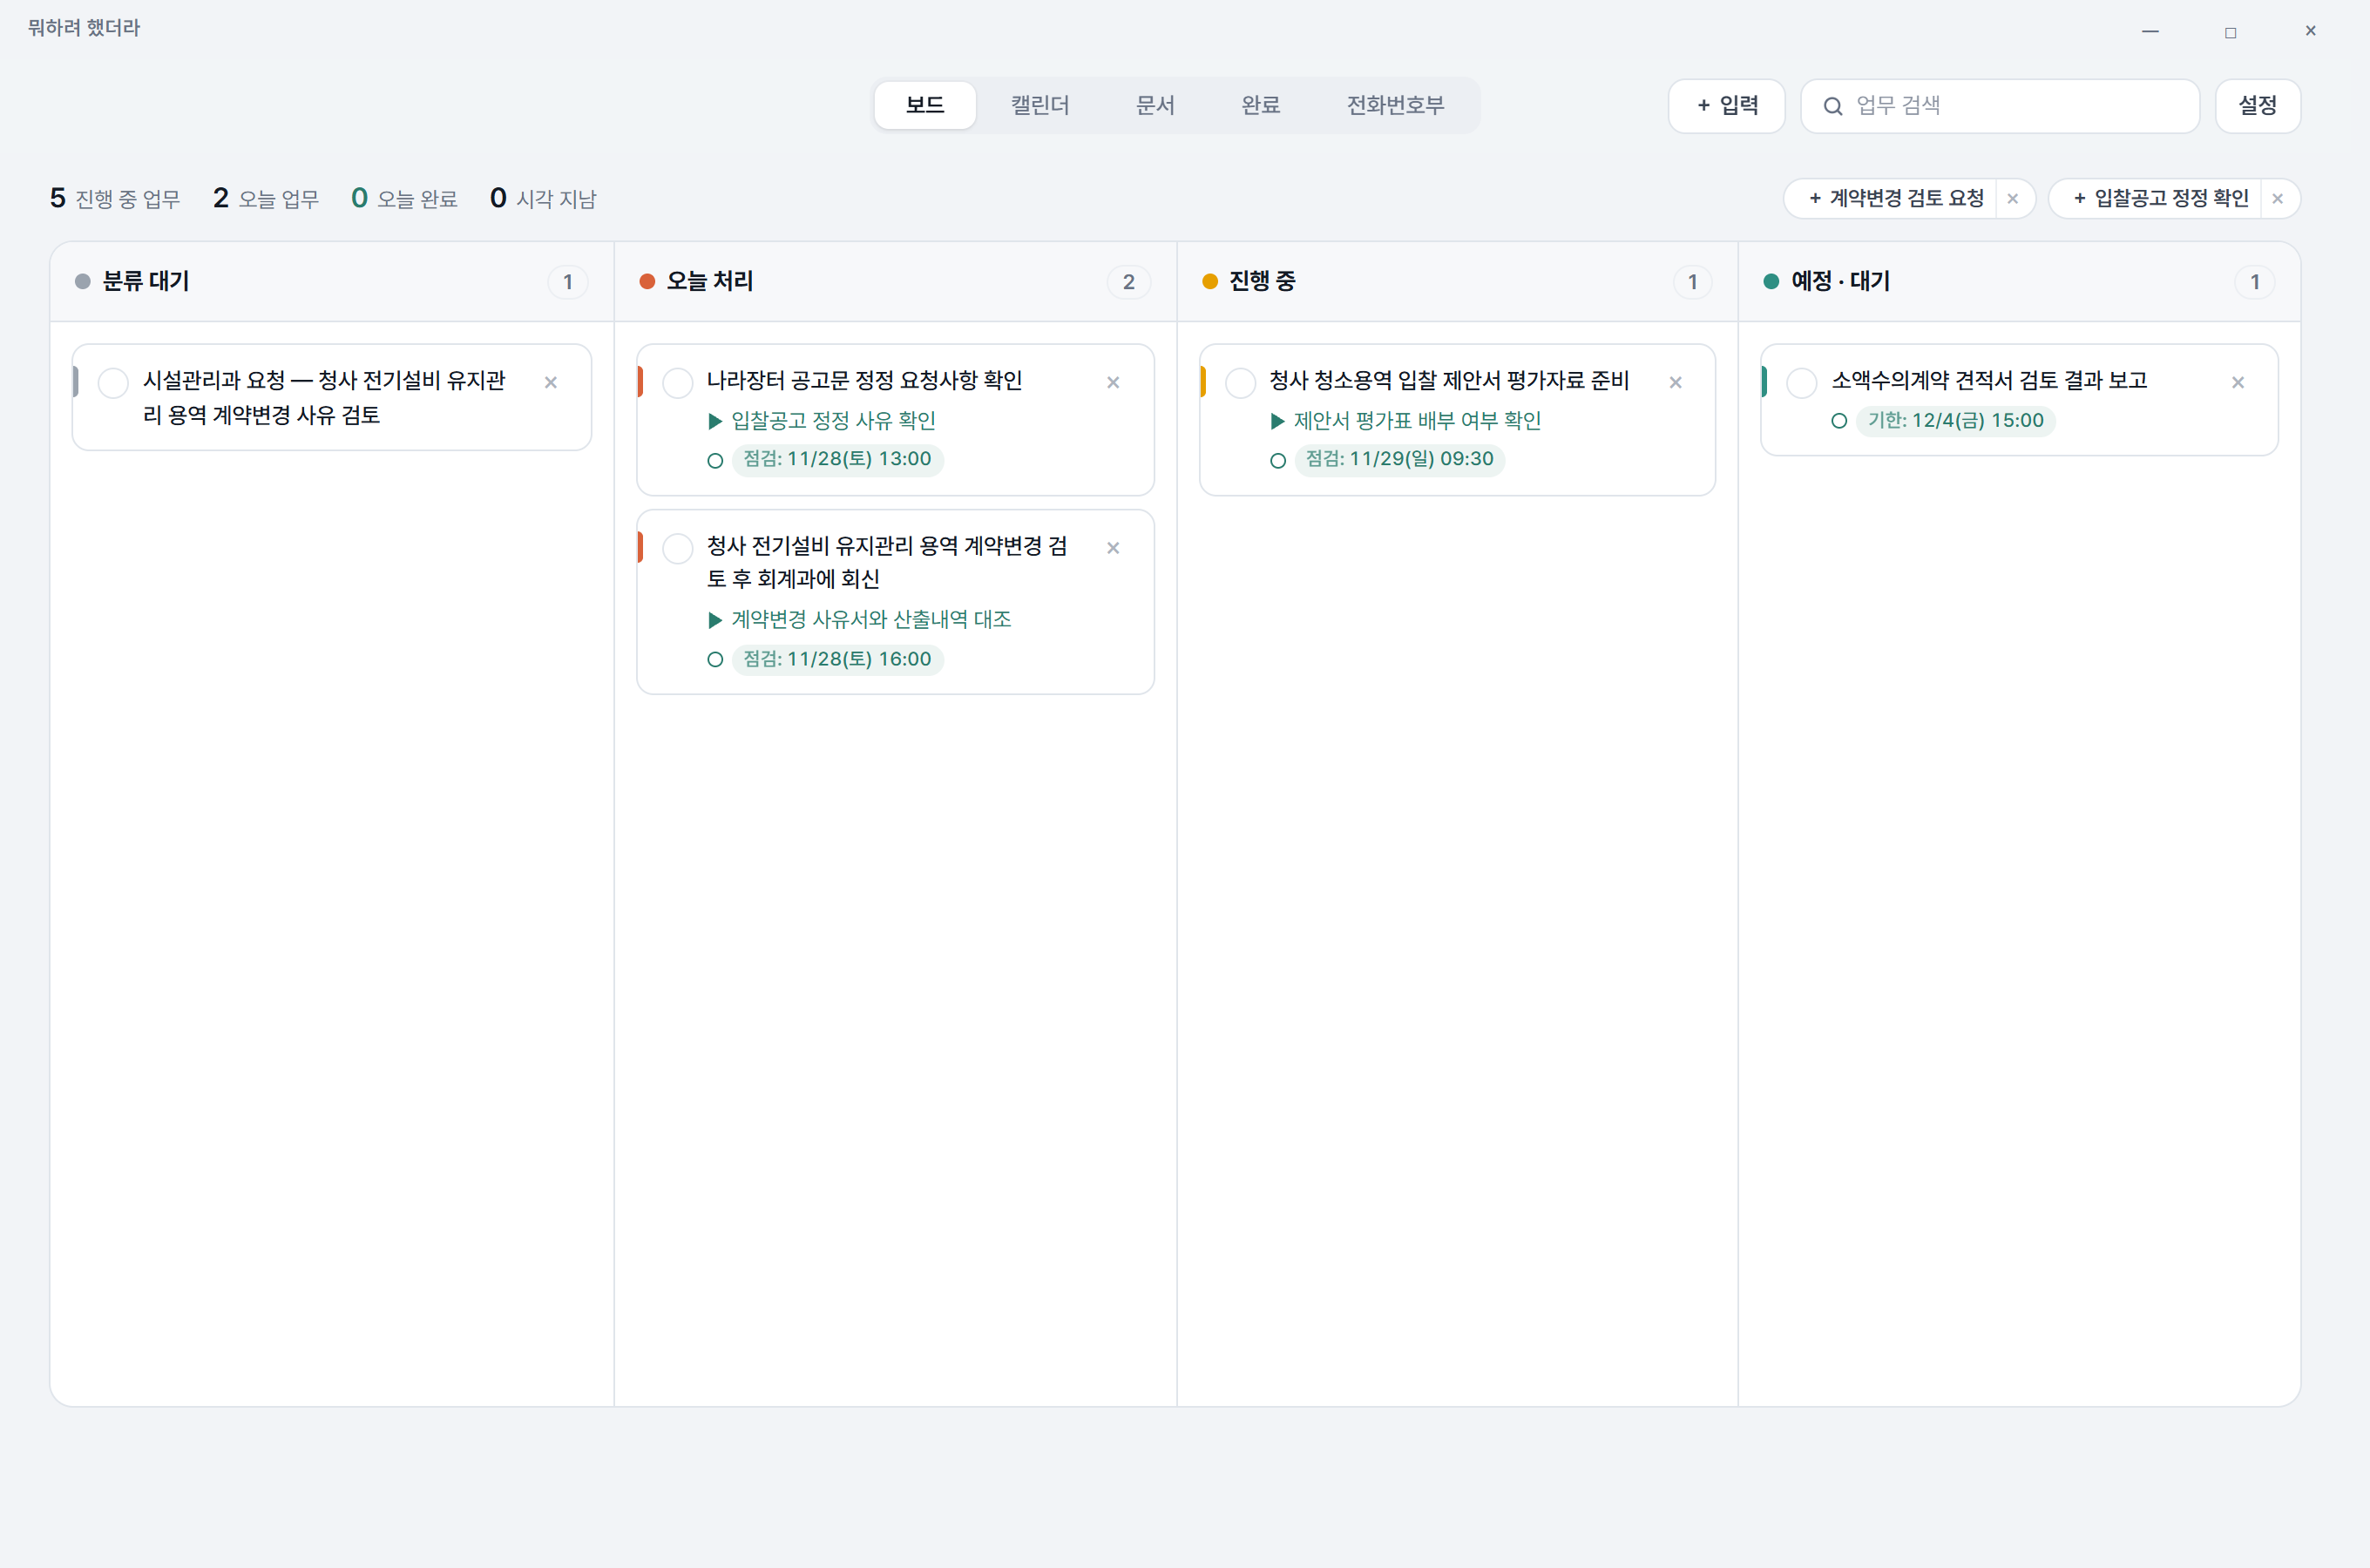 뭐하려 했더라
보드 캘린더 문서 완료 전화번호부
+ 입력
업무 검색
설정
5 진행 중 업무 2 오늘 업무 0 오늘 완료 0 시각 지남
+ 계약변경 검토 요청 ×
+ 입찰공고 정정 확인 ×
분류 대기 1
시설관리과 요청 — 청사 전기설비 유지관
리 용역 계약변경 사유 검토
오늘 처리 2
나라장터 공고문 정정 요청사항 확인
▶ 입찰공고 정정 사유 확인
점검: 11/28(토) 13:00
청사 전기설비 유지관리 용역 계약변경 검
토 후 회계과에 회신
▶ 계약변경 사유서와 산출내역 대조
점검: 11/28(토) 16:00
진행 중 1
청사 청소용역 입찰 제안서 평가자료 준비
▶ 제안서 평가표 배부 여부 확인
점검: 11/29(일) 09:30
예정 · 대기 1
소액수의계약 견적서 검토 결과 보고
기한: 12/4(금) 15:00